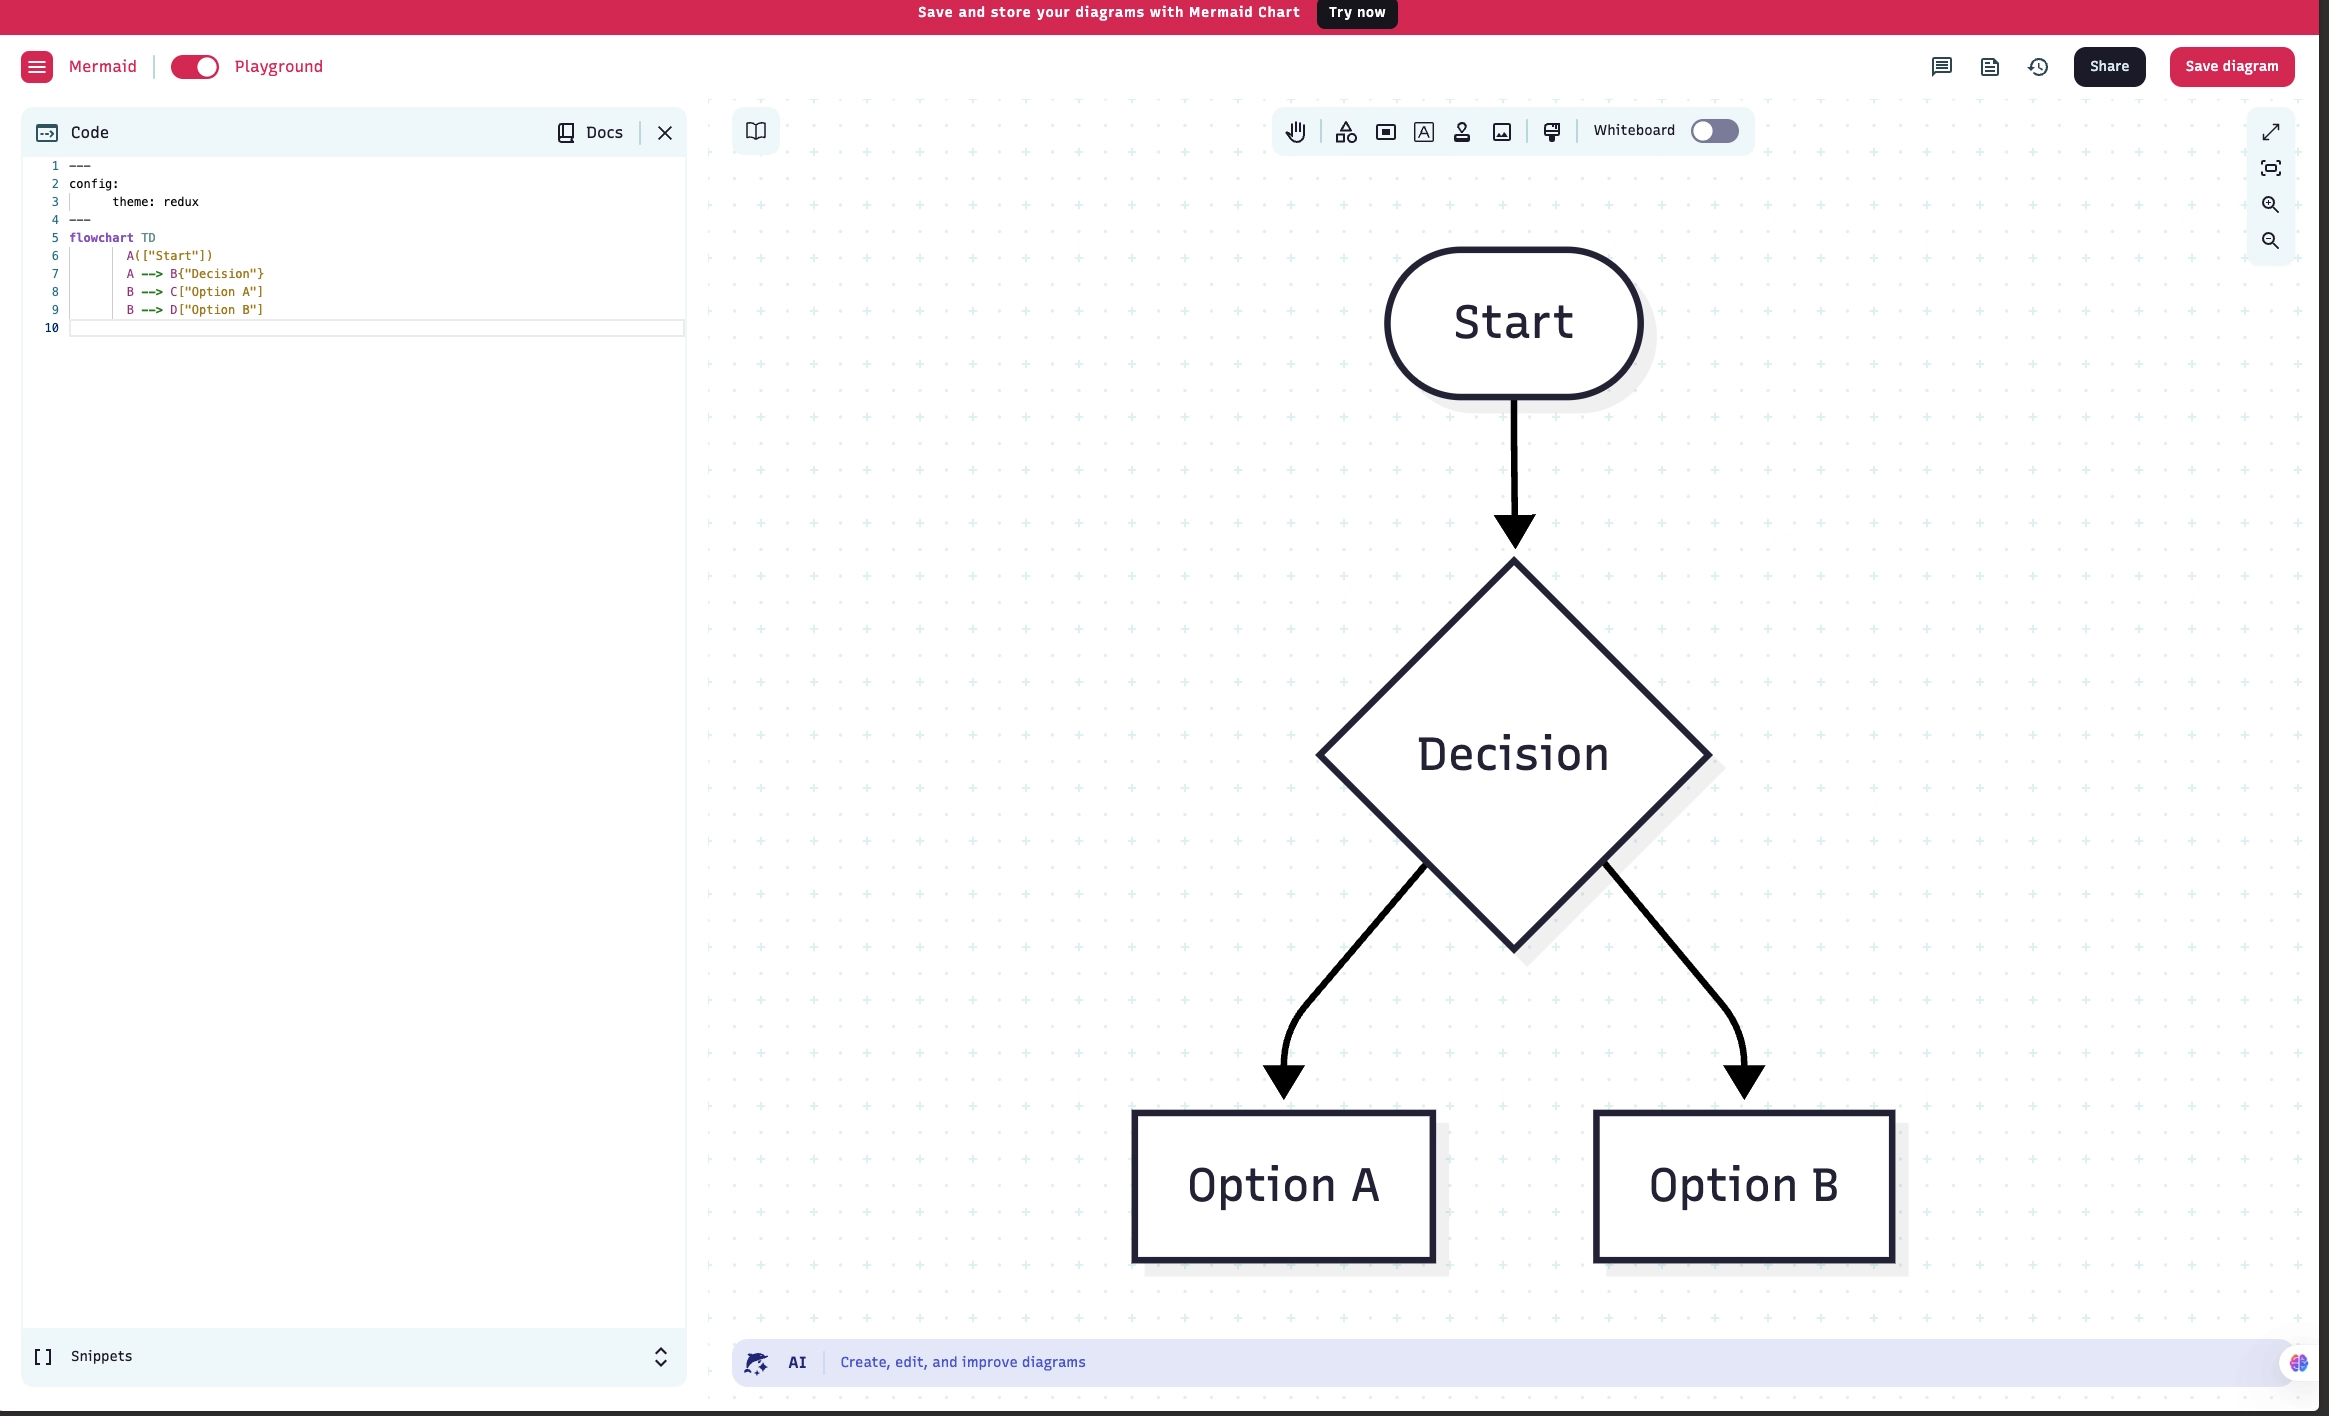 Save and store your diagrams with Mermaid Chart Try now
Mermaid Playground Share Save diagram
Code Docs
Whiteboard
1 ---
2 config:
3 theme: redux
4 ---
5 flowchart TD
6 A(["Start"])
7 A --> B{"Decision"}
8 B --> C["Option A"]
9 B --> D["Option B"]
10
Start
Decision
Option A Option B
[ ] Snippets
AI Create, edit, and improve diagrams